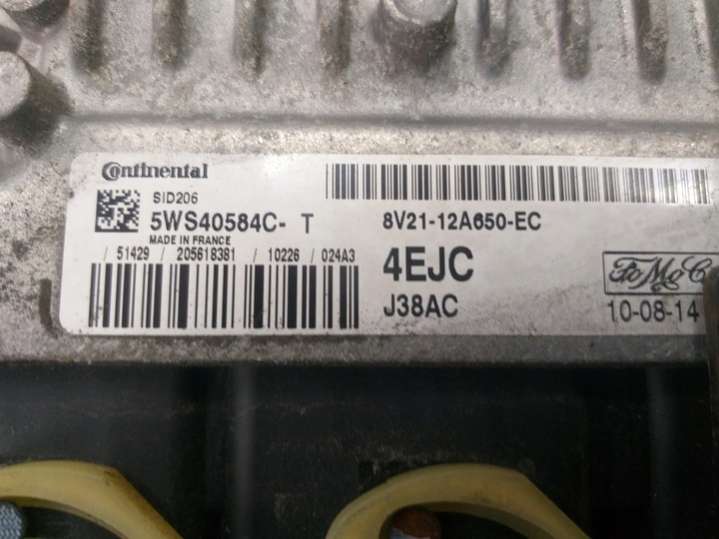 Continental
SID206
5WS40584C- T
MADE IN FRANCE
/ 51429 / 205618381 / 10226 / 024A3
8V21-12A650-EC
4EJC
J38AC
FoMoCo
10-08-14